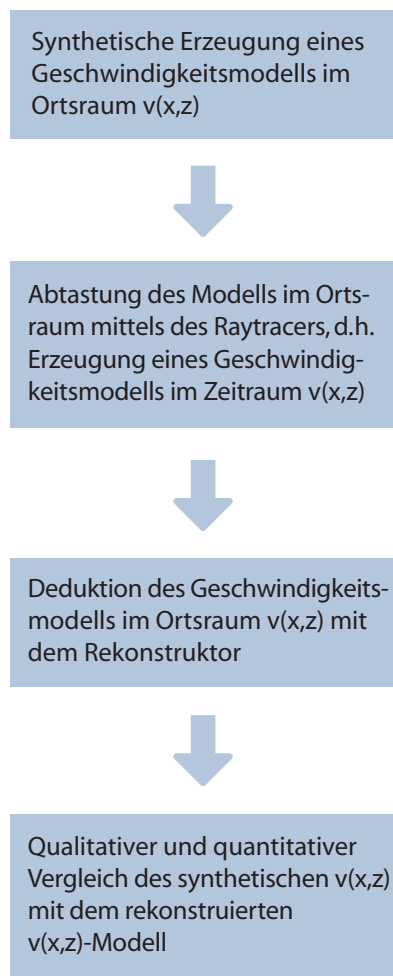 Synthetische Erzeugung eines
Geschwindigkeitsmodells im
Ortsraum v(x,z)
Abtastung des Modells im Orts-
raum mittels des Raytracers, d.h.
Erzeugung eines Geschwindig-
keitsmodells im Zeitraum v(x,z)
Deduktion des Geschwindigkeits-
modells im Ortsraum v(x,z) mit
dem Rekonstruktor
Qualitativer und quantitativer
Vergleich des synthetischen v(x,z)
mit dem rekonstruierten
v(x,z)-Modell